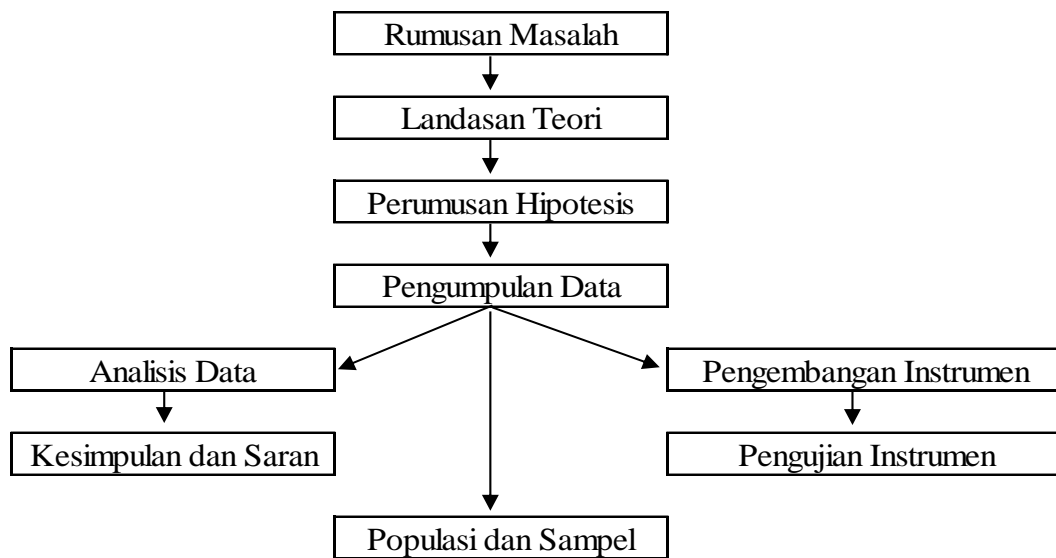 Rumusan Masalah
Landasan Teori
Perumusan Hipotesis
Pengumpulan Data
Analisis Data
Pengembangan Instrumen
Kesimpulan dan Saran
Pengujian Instrumen
Populasi dan Sampel